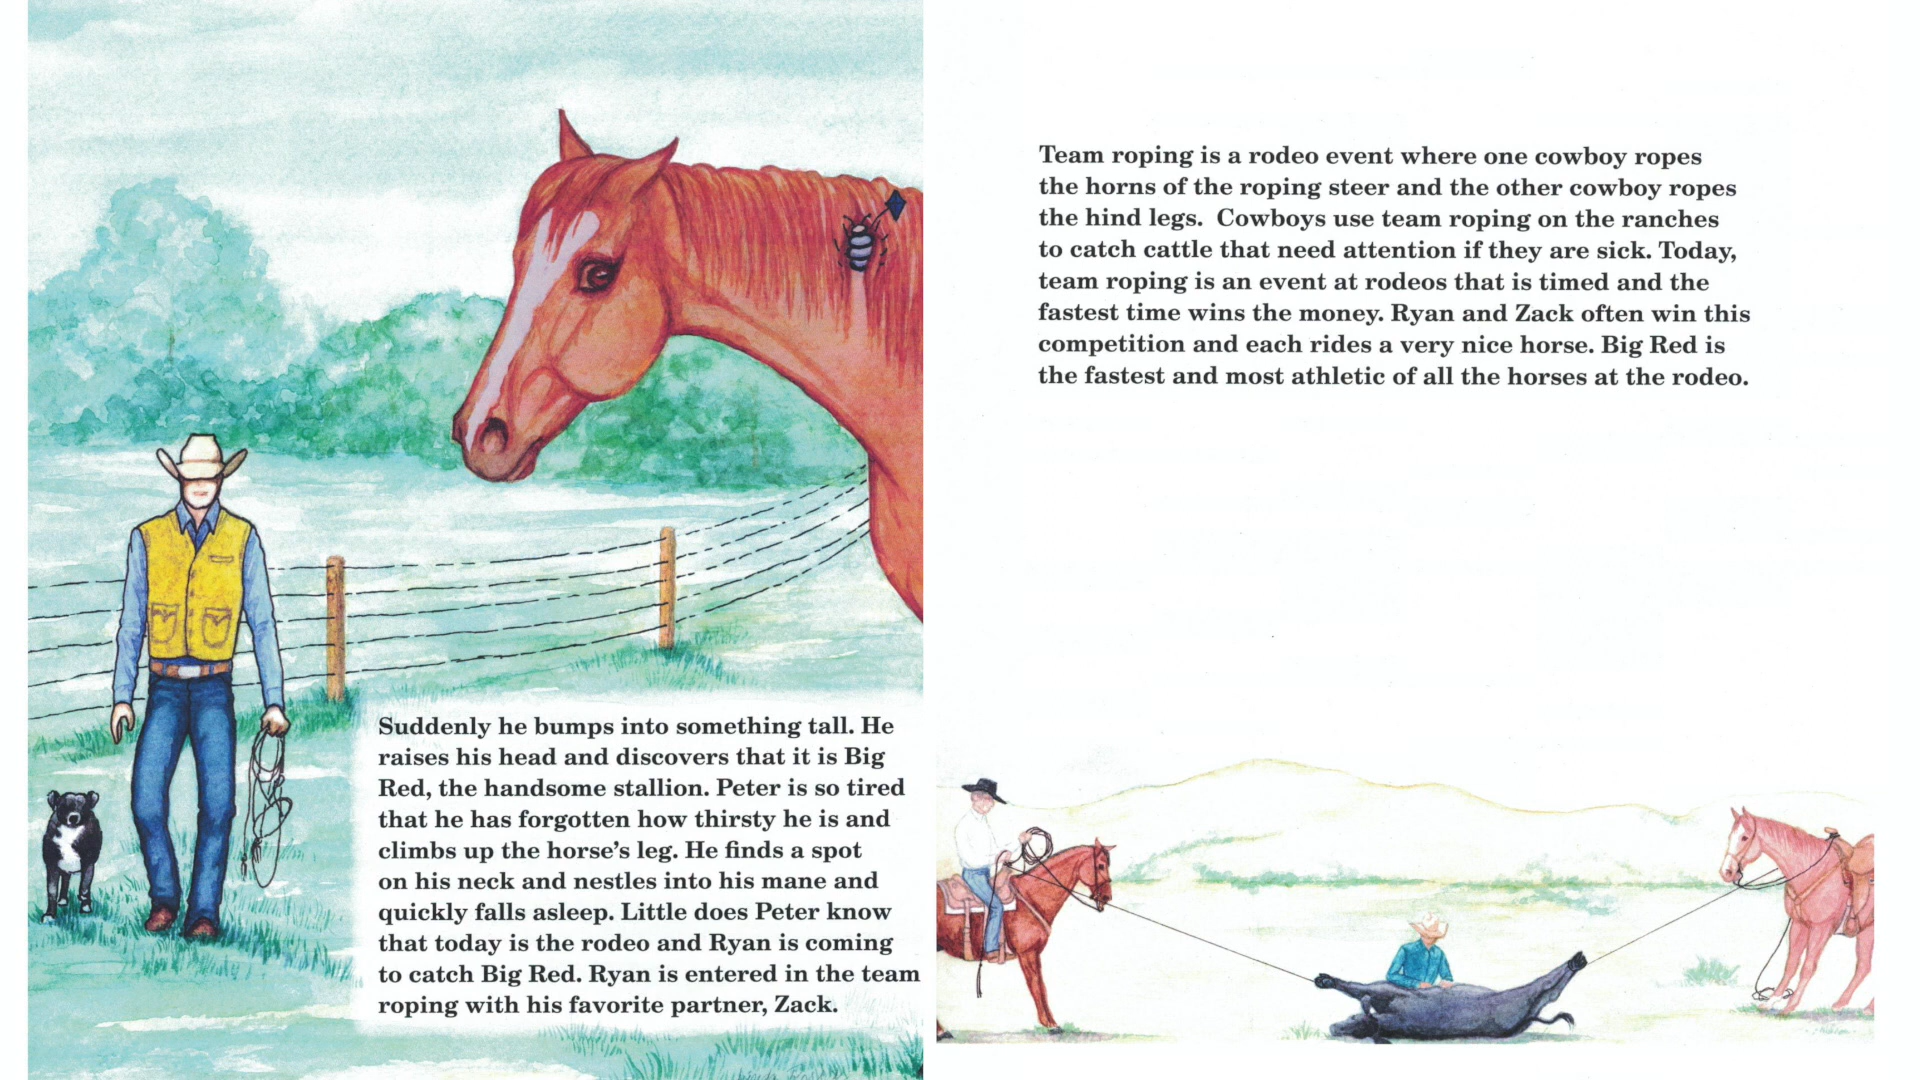 Suddenly he bumps into something tall. He
raises his head and discovers that it is Big
Red, the handsome stallion. Peter is so tired
that he has forgotten how thirsty he is and
climbs up the horse’s leg. He finds a spot
on his neck and nestles into his mane and
quickly falls asleep. Little does Peter know
that today is the rodeo and Ryan is coming
to catch Big Red. Ryan is entered in the team
roping with his favorite partner, Zack.
Team roping is a rodeo event where one cowboy ropes
the horns of the roping steer and the other cowboy ropes
the hind legs.  Cowboys use team roping on the ranches
to catch cattle that need attention if they are sick. Today,
team roping is an event at rodeos that is timed and the
fastest time wins the money. Ryan and Zack often win this
competition and each rides a very nice horse. Big Red is
the fastest and most athletic of all the horses at the rodeo.